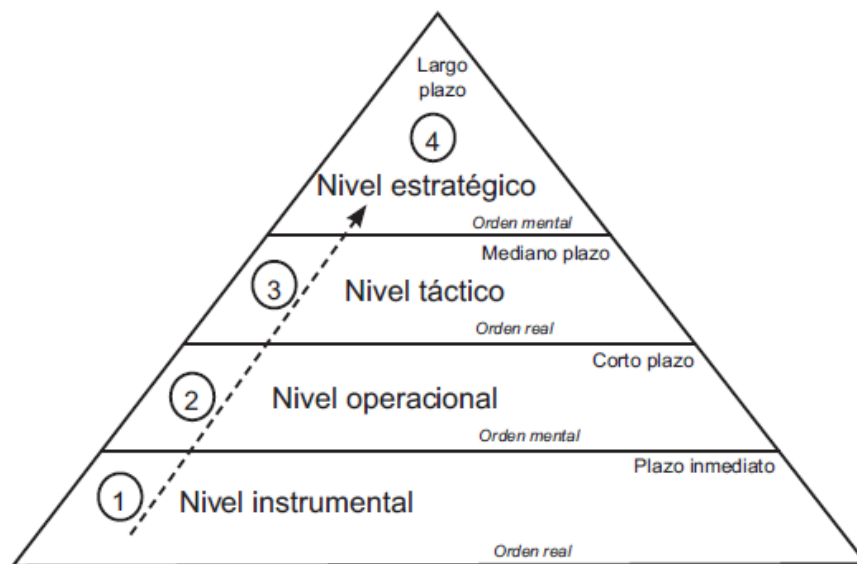 Largo
plazo
4
Nivel estratégico
Orden mental
Mediano plazo
3
Nivel táctico
Orden real
Corto plazo
2
Nivel operacional
Orden mental
Plazo inmediato
1
Nivel instrumental
Orden real